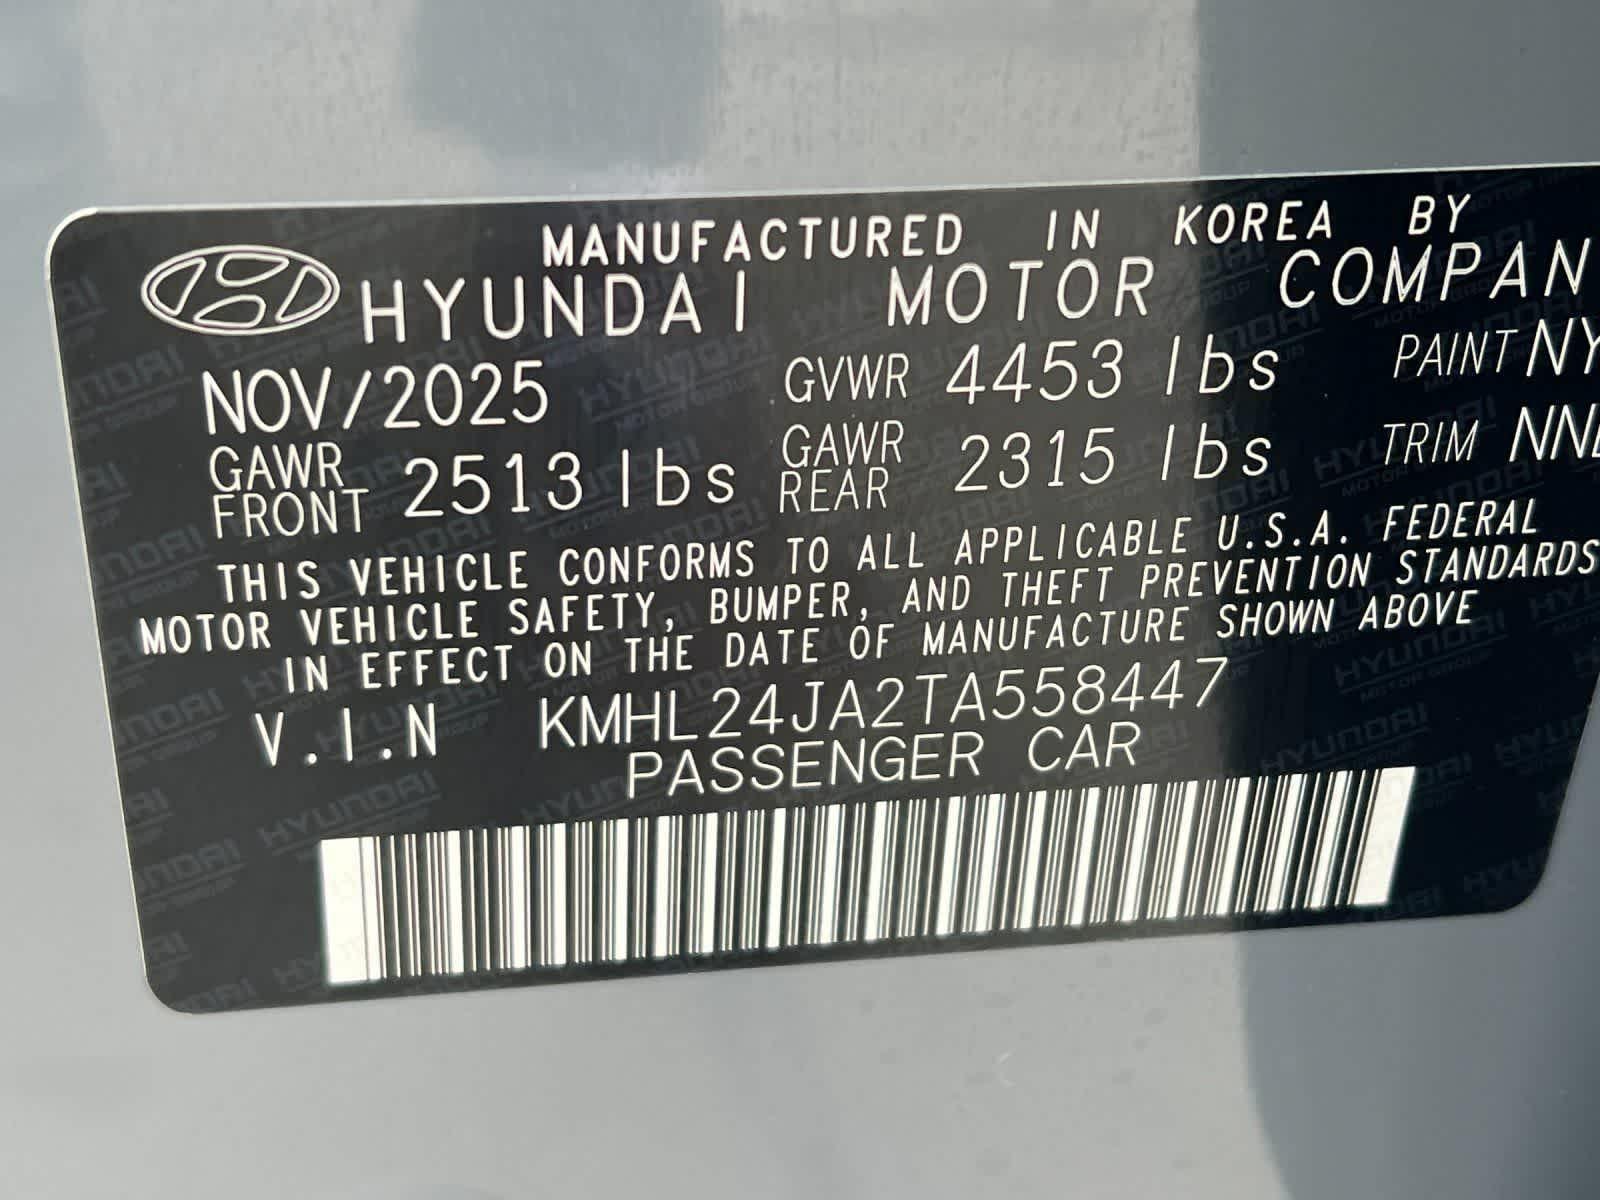 MANUFACTURED IN KOREA BY
HYUNDAI MOTOR COMPAN
NOV/2025 GVWR 4453 lbs PAINT NY
GAWR FRONT 2513 lbs GAWR REAR 2315 lbs TRIM NN
THIS VEHICLE CONFORMS TO ALL APPLICABLE U.S.A. FEDERAL
MOTOR VEHICLE SAFETY, BUMPER, AND THEFT PREVENTION STANDARDS
IN EFFECT ON THE DATE OF MANUFACTURE SHOWN ABOVE
V.I.N KMHL24JA2TA558447
PASSENGER CAR